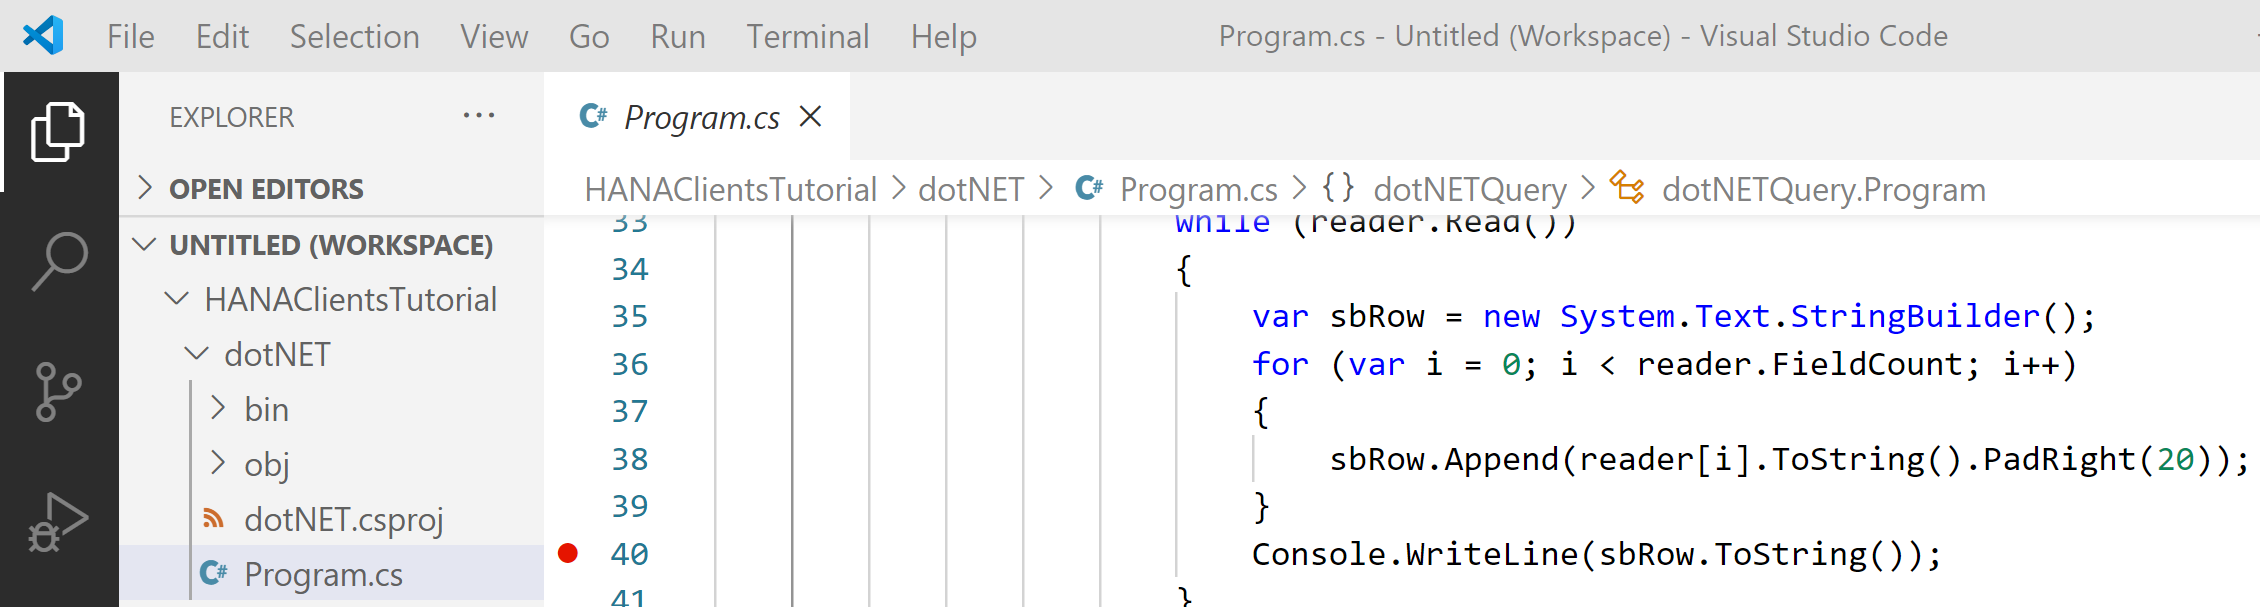 File Edit Selection View Go Run Terminal Help Program.cs - Untitled (Workspace) - Visual Studio Code
EXPLORER ···
OPEN EDITORS
UNTITLED (WORKSPACE)
HANAClientsTutorial
dotNET
bin
obj
dotNET.csproj
C# Program.cs
C# Program.cs ×
HANAClientsTutorial > dotNET > C# Program.cs > {} dotNETQuery > dotNETQuery.Program
33 while (reader.Read())
34 {
35 var sbRow = new System.Text.StringBuilder();
36 for (var i = 0; i < reader.FieldCount; i++)
37 {
38 sbRow.Append(reader[i].ToString().PadRight(20));
39 }
40 Console.WriteLine(sbRow.ToString());
41 }